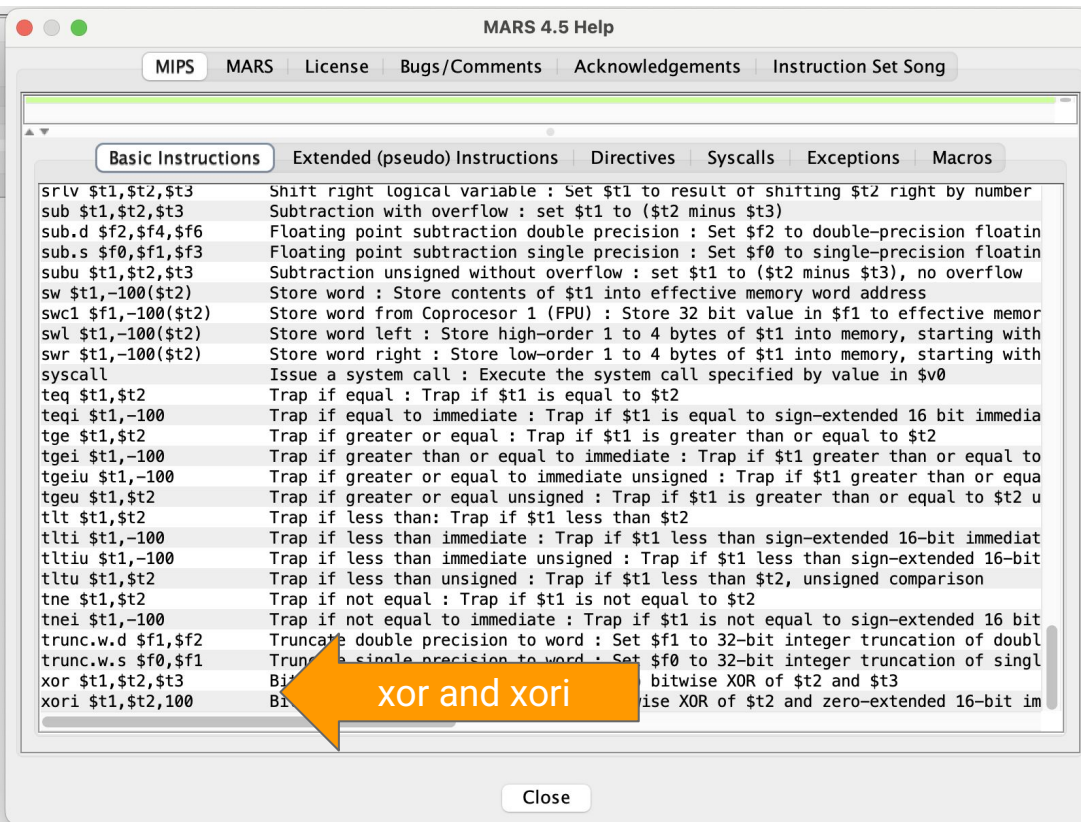 MARS 4.5 Help
MIPS MARS License Bugs/Comments Acknowledgements Instruction Set Song
Basic Instructions Extended (pseudo) Instructions Directives Syscalls Exceptions Macros
srlv $t1,$t2,$t3 Shift right logical variable : Set $t1 to result of shifting $t2 right by number
sub $t1,$t2,$t3 Subtraction with overflow : set $t1 to ($t2 minus $t3)
sub.d $f2,$f4,$f6 Floating point subtraction double precision : Set $f2 to double-precision floatin
sub.s $f0,$f1,$f3 Floating point subtraction single precision : Set $f0 to single-precision floatin
subu $t1,$t2,$t3 Subtraction unsigned without overflow : set $t1 to ($t2 minus $t3), no overflow
sw $t1,-100($t2) Store word : Store contents of $t1 into effective memory word address
swc1 $f1,-100($t2) Store word from Coprocesor 1 (FPU) : Store 32 bit value in $f1 to effective memor
swl $t1,-100($t2) Store word left : Store high-order 1 to 4 bytes of $t1 into memory, starting with
swr $t1,-100($t2) Store word right : Store low-order 1 to 4 bytes of $t1 into memory, starting with
syscall Issue a system call : Execute the system call specified by value in $v0
teq $t1,$t2 Trap if equal : Trap if $t1 is equal to $t2
teqi $t1,-100 Trap if equal to immediate : Trap if $t1 is equal to sign-extended 16 bit immedia
tge $t1,$t2 Trap if greater or equal : Trap if $t1 is greater than or equal to $t2
tgei $t1,-100 Trap if greater than or equal to immediate : Trap if $t1 greater than or equal to
tgeiu $t1,-100 Trap if greater or equal to immediate unsigned : Trap if $t1 greater than or equa
tgeu $t1,$t2 Trap if greater or equal unsigned : Trap if $t1 is greater than or equal to $t2 u
tlt $t1,$t2 Trap if less than: Trap if $t1 less than $t2
tlti $t1,-100 Trap if less than immediate : Trap if $t1 less than sign-extended 16-bit immediat
tltiu $t1,-100 Trap if less than immediate unsigned : Trap if $t1 less than sign-extended 16-bit
tltu $t1,$t2 Trap if less than unsigned : Trap if $t1 less than $t2, unsigned comparison
tne $t1,$t2 Trap if not equal : Trap if $t1 is not equal to $t2
tnei $t1,-100 Trap if not equal to immediate : Trap if $t1 is not equal to sign-extended 16 bit
trunc.w.d $f1,$f2 Truncate double precision to word : Set $f1 to 32-bit integer truncation of doubl
trunc.w.s $f0,$f1 single precision to word : Set $f0 to 32-bit integer truncation of singl
xor $t1,$t2,$t3 bitwise XOR of $t2 and $t3
xori $t1,$t2,100 XOR of $t2 and zero-extended 16-bit im
xor and xori
Close